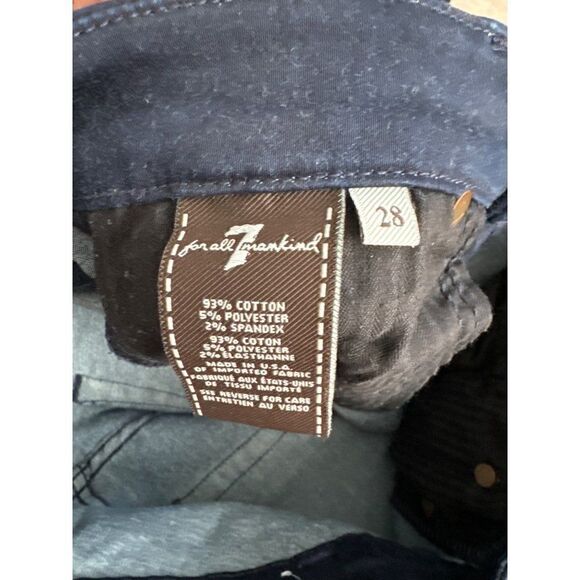 28
7
for all mankind
93% COTTON
5% POLYESTER
2% SPANDEX
93% COTON
5% POLYESTER
2% ÉLASTHANNE
MADE IN U.S.A.
OF IMPORTED FABRIC
FABRIQUÉ AUX ÉTATS-UNIS
DE TISSU IMPORTÉ
SEE REVERSE FOR CARE
ENTRETIEN AU VERSO